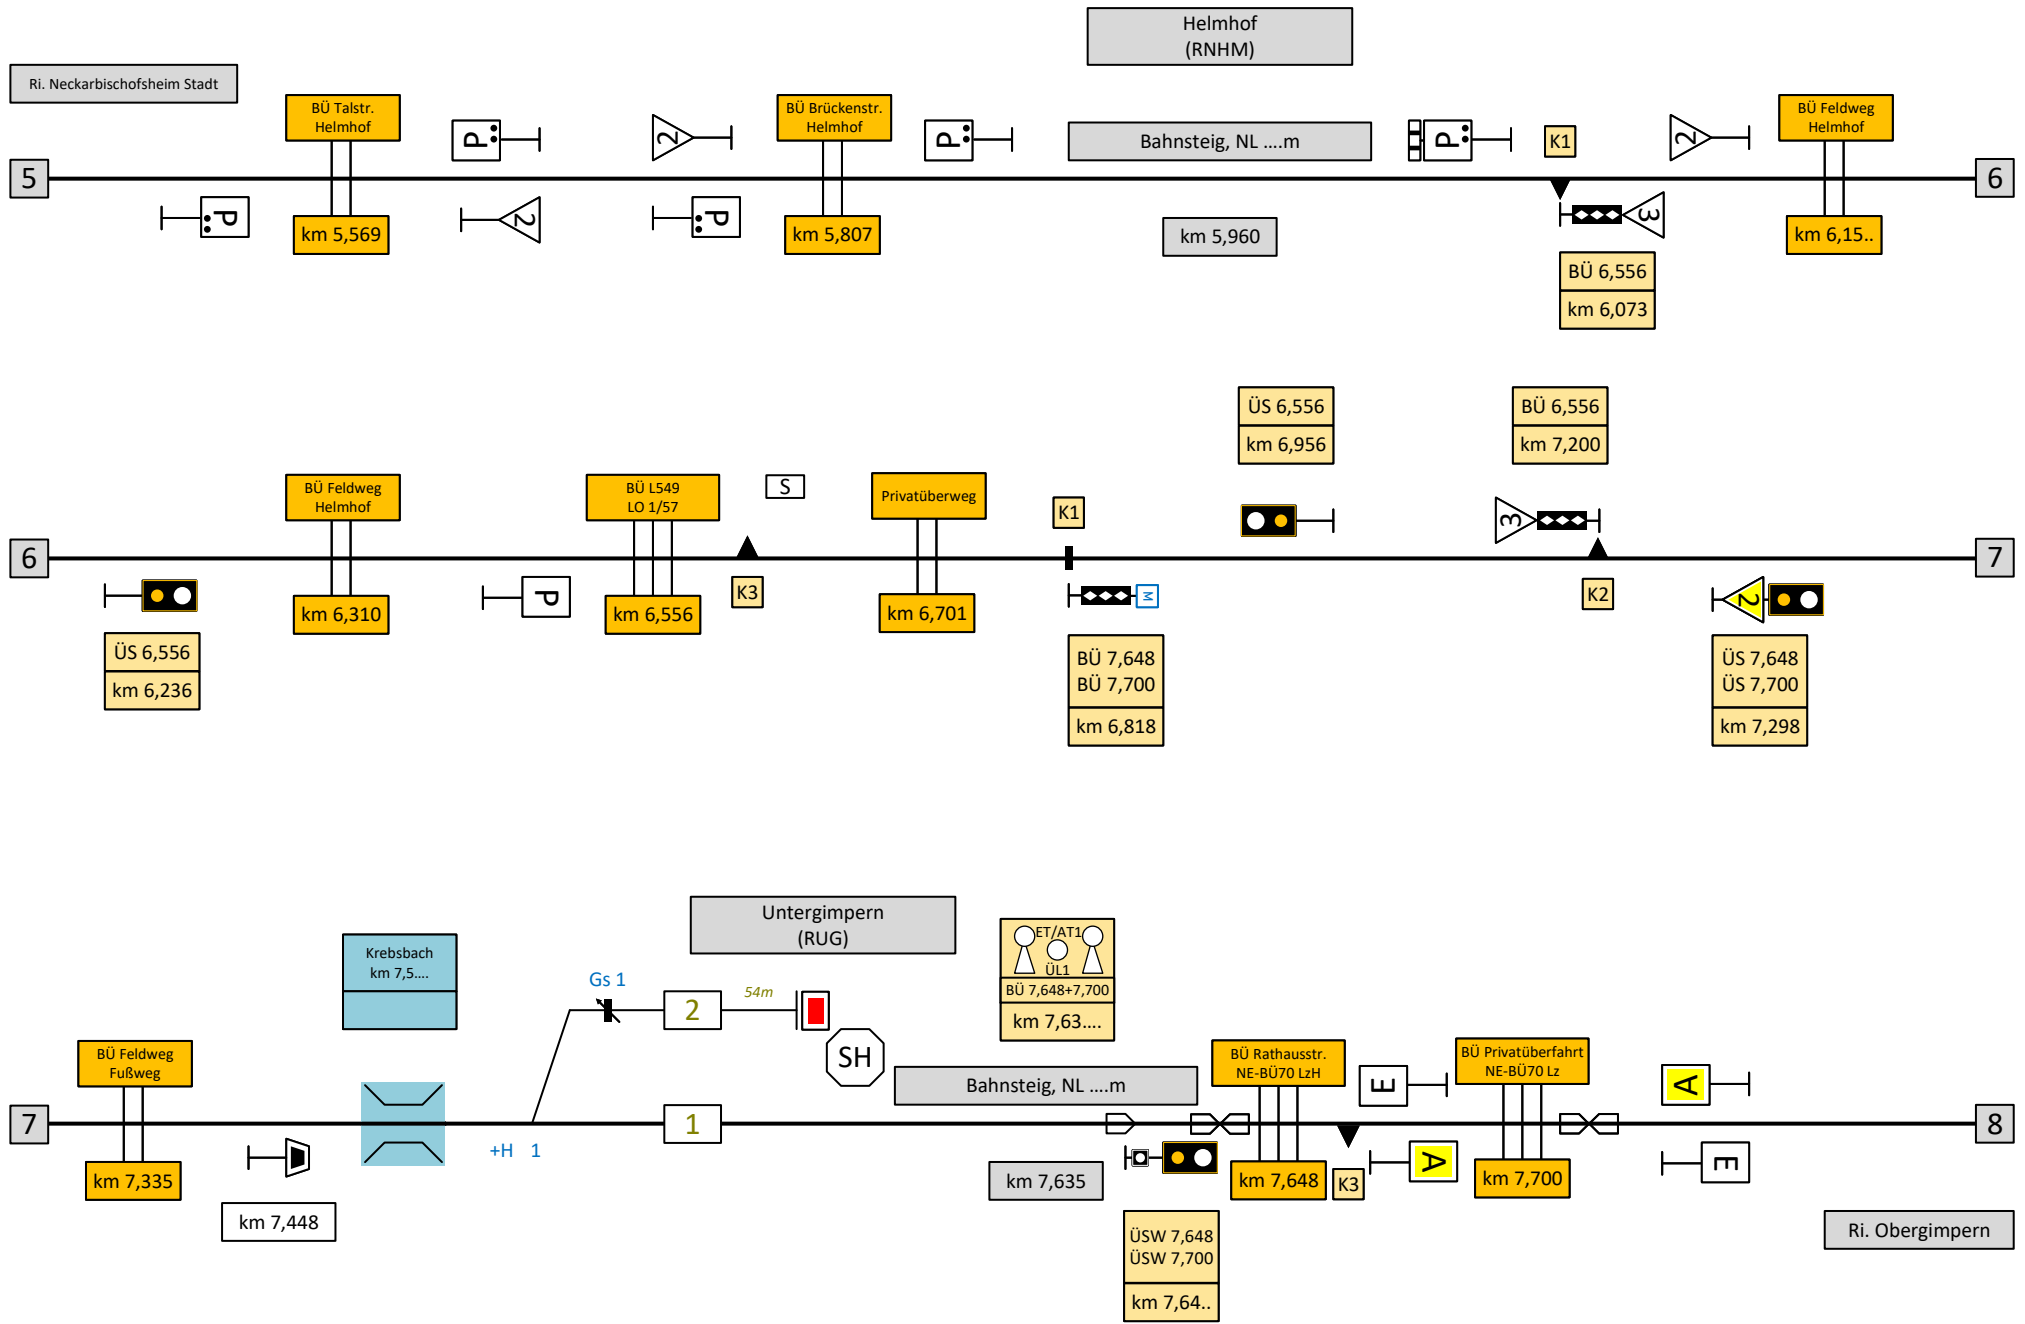 Helmhof
(RNHM)
Ri. Neckarbischofsheim Stadt
BÜ Talstr.
Helmhof
P
2
BÜ Brückenstr.
Helmhof
P
Bahnsteig, NL ....m
P
K1
2
BÜ Feldweg
Helmhof
5
6
P
km 5,569
2
P
km 5,807
km 5,960
3
km 6,15..
BÜ 6,556
km 6,073
ÜS 6,556
km 6,956
BÜ 6,556
km 7,200
BÜ Feldweg
Helmhof
BÜ L549
LO 1/57
S
Privatüberweg
K1
3
6
7
km 6,310
P
km 6,556
K3
km 6,701
M
K2
2
ÜS 6,556
km 6,236
BÜ 7,648
BÜ 7,700
km 6,818
ÜS 7,648
ÜS 7,700
km 7,298
Untergimpern
(RUG)
Krebsbach
km 7,5....
Gs 1
2
54m
ET/AT1
ÜL1
BÜ 7,648+7,700
km 7,63....
SH
BÜ Feldweg
Fußweg
Bahnsteig, NL ....m
BÜ Rathausstr.
NE-BÜ70 LzH
E
BÜ Privatüberfahrt
NE-BÜ70 Lz
A
7
1
8
+H 1
km 7,335
km 7,635
km 7,648
K3
A
km 7,700
E
km 7,448
ÜSW 7,648
ÜSW 7,700
km 7,64..
Ri. Obergimpern